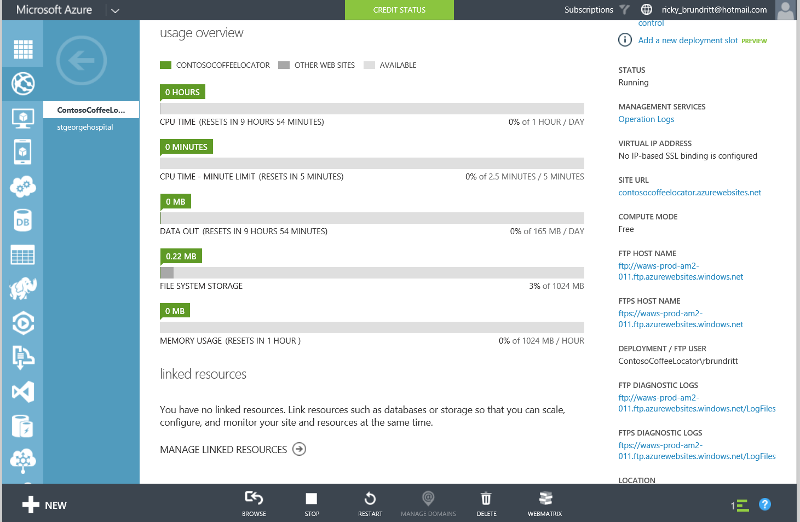 Microsoft Azure
CREDIT STATUS
Subscriptions
ricky_brundritt@hotmail.com
ContosoCoffeeLo...
stgeorgehospital
usage overview
CONTOSOCOFFEELOCATOR
OTHER WEB SITES
AVAILABLE
0 HOURS
CPU TIME (RESETS IN 9 HOURS 54 MINUTES)
0% of 1 HOUR / DAY
0 MINUTES
CPU TIME - MINUTE LIMIT (RESETS IN 5 MINUTES)
0% of 2.5 MINUTES / 5 MINUTES
0 MB
DATA OUT (RESETS IN 9 HOURS 54 MINUTES)
0% of 165 MB / DAY
0.22 MB
FILE SYSTEM STORAGE
3% of 1024 MB
0 MB
MEMORY USAGE (RESETS IN 1 HOUR )
0% of 1024 MB / HOUR
linked resources
You have no linked resources. Link resources such as databases or storage so that you can scale,
configure, and monitor your site and resources at the same time.
MANAGE LINKED RESOURCES
control
Add a new deployment slot PREVIEW
STATUS
Running
MANAGEMENT SERVICES
Operation Logs
VIRTUAL IP ADDRESS
No IP-based SSL binding is configured
SITE URL
contosocoffeelocator.azurewebsites.net
COMPUTE MODE
Free
FTP HOST NAME
ftp://waws-prod-am2-
011.ftp.azurewebsites.windows.net
FTPS HOST NAME
ftps://waws-prod-am2-
011.ftp.azurewebsites.windows.net
DEPLOYMENT / FTP USER
ContosoCoffeeLocator\rbrundritt
FTP DIAGNOSTIC LOGS
ftp://waws-prod-am2-
011.ftp.azurewebsites.windows.net/LogFiles
FTPS DIAGNOSTIC LOGS
ftps://waws-prod-am2-
011.ftp.azurewebsites.windows.net/LogFiles
LOCATION
DB
NEW
BROWSE
STOP
RESTART
MANAGE DOMAINS
DELETE
WEBMATRIX
1
?